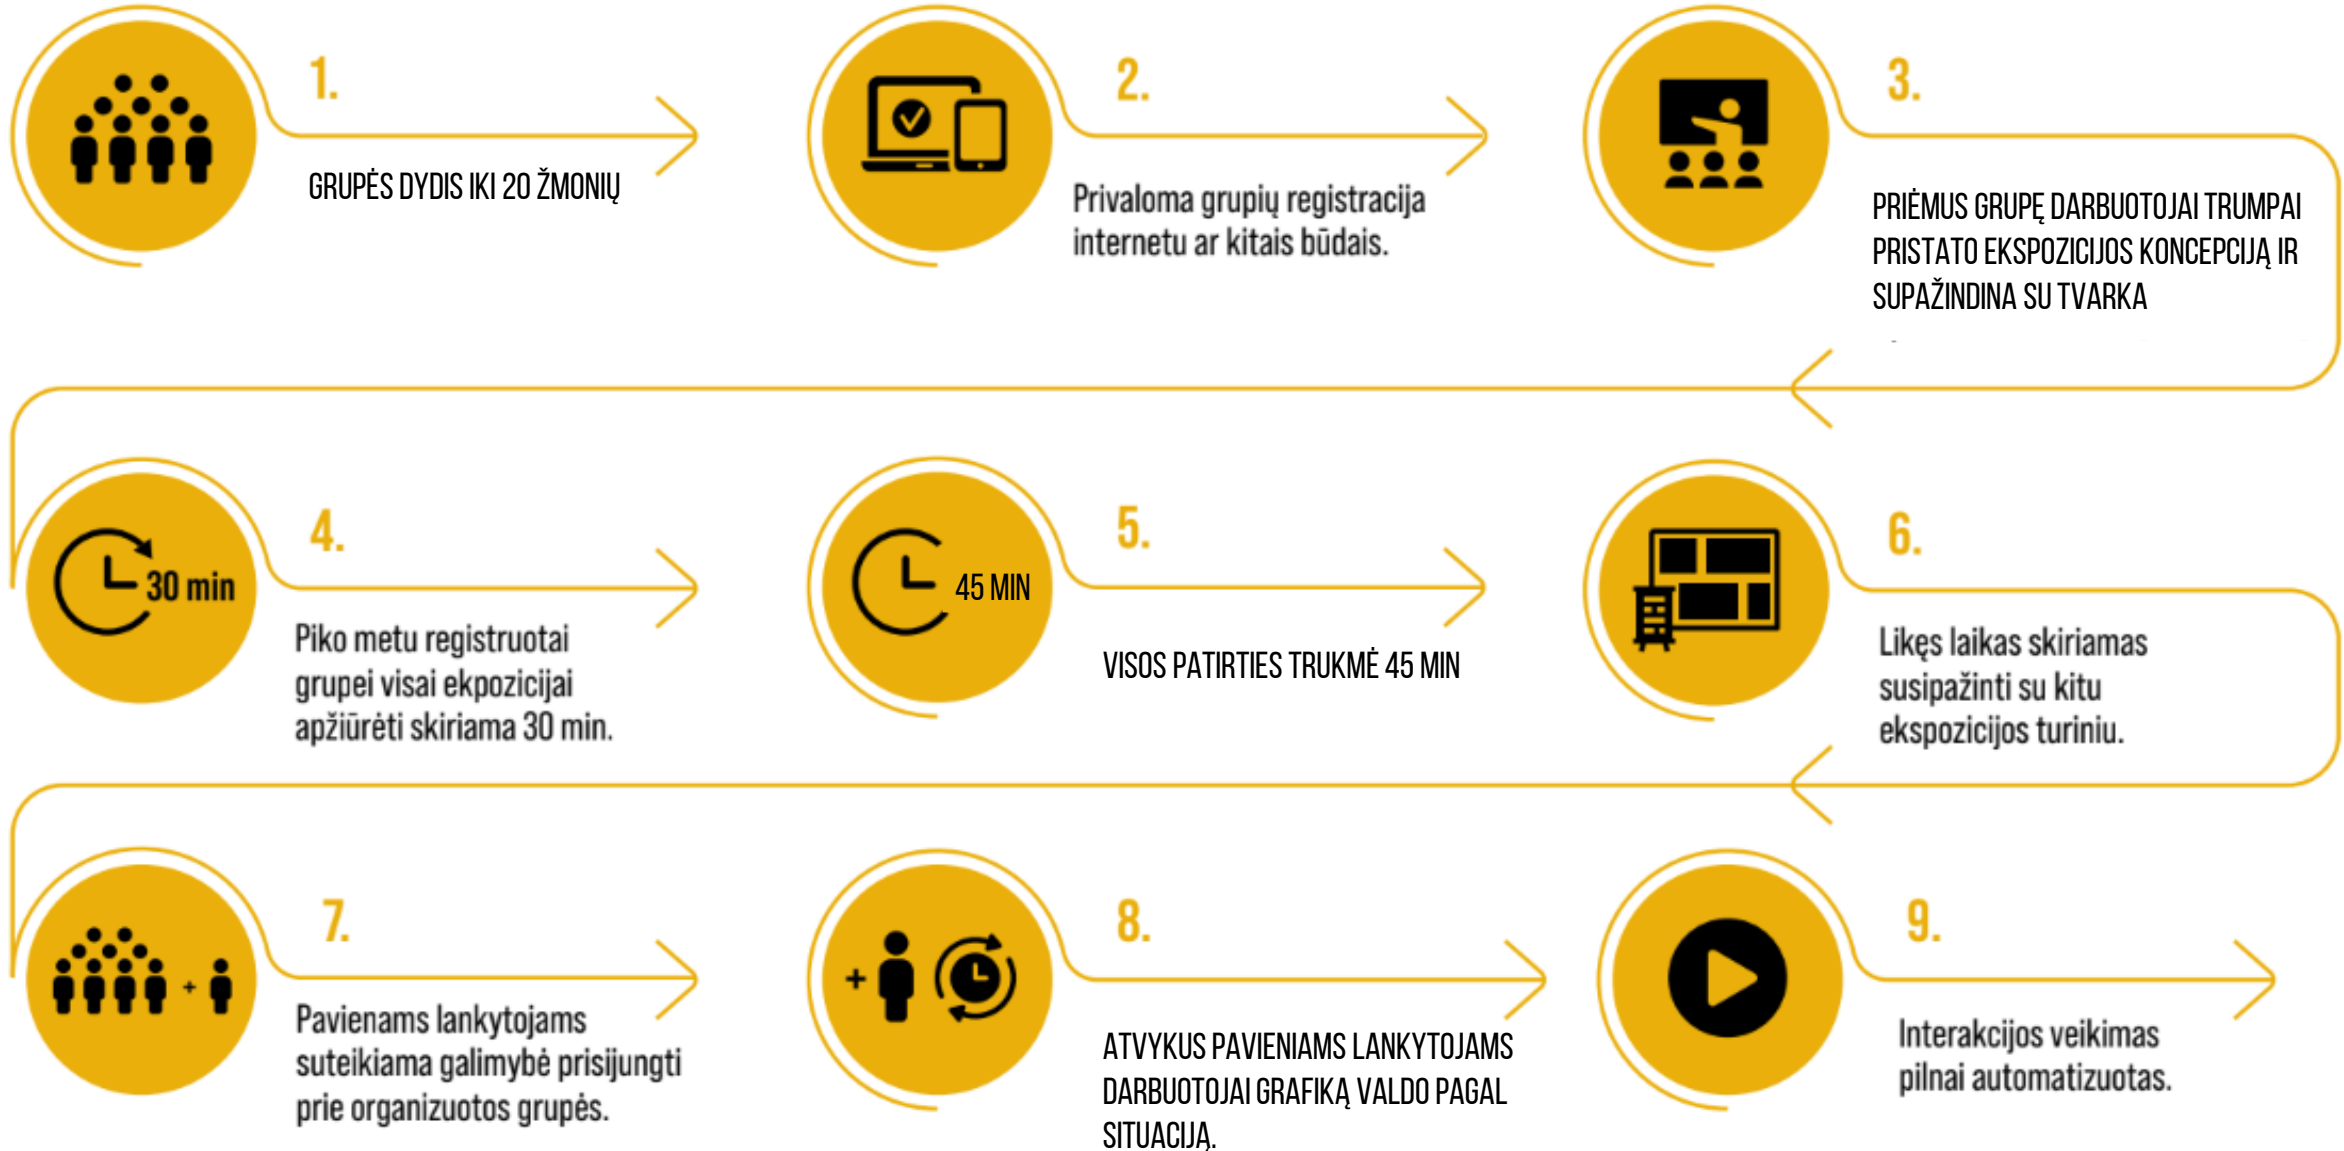 1.
GRUPĖS DYDIS IKI 20 ŽMONIŲ
2.
Privaloma grupių registracija
internetu ar kitais būdais.
3.
PRIĖMUS GRUPĘ DARBUOTOJAI TRUMPAI
PRISTATO EKSPOZICIJOS KONCEPCIJĄ IR
SUPAŽINDINA SU TVARKA
30 min
4.
Piko metu registruotai
grupei visai ekpozicijai
apžiūrėti skiriama 30 min.
45 MIN
5.
VISOS PATIRTIES TRUKMĖ 45 MIN
6.
Likęs laikas skiriamas
susipažinti su kitu
ekspozicijos turiniu.
+
7.
Pavienams lankytojams
suteikiama galimybė prisijungti
prie organizuotos grupės.
+
8.
ATVYKUS PAVIENIAMS LANKYTOJAMS
DARBUOTOJAI GRAFIKĄ VALDO PAGAL
SITUACIJĄ.
9.
Interakcijos veikimas
pilnai automatizuotas.